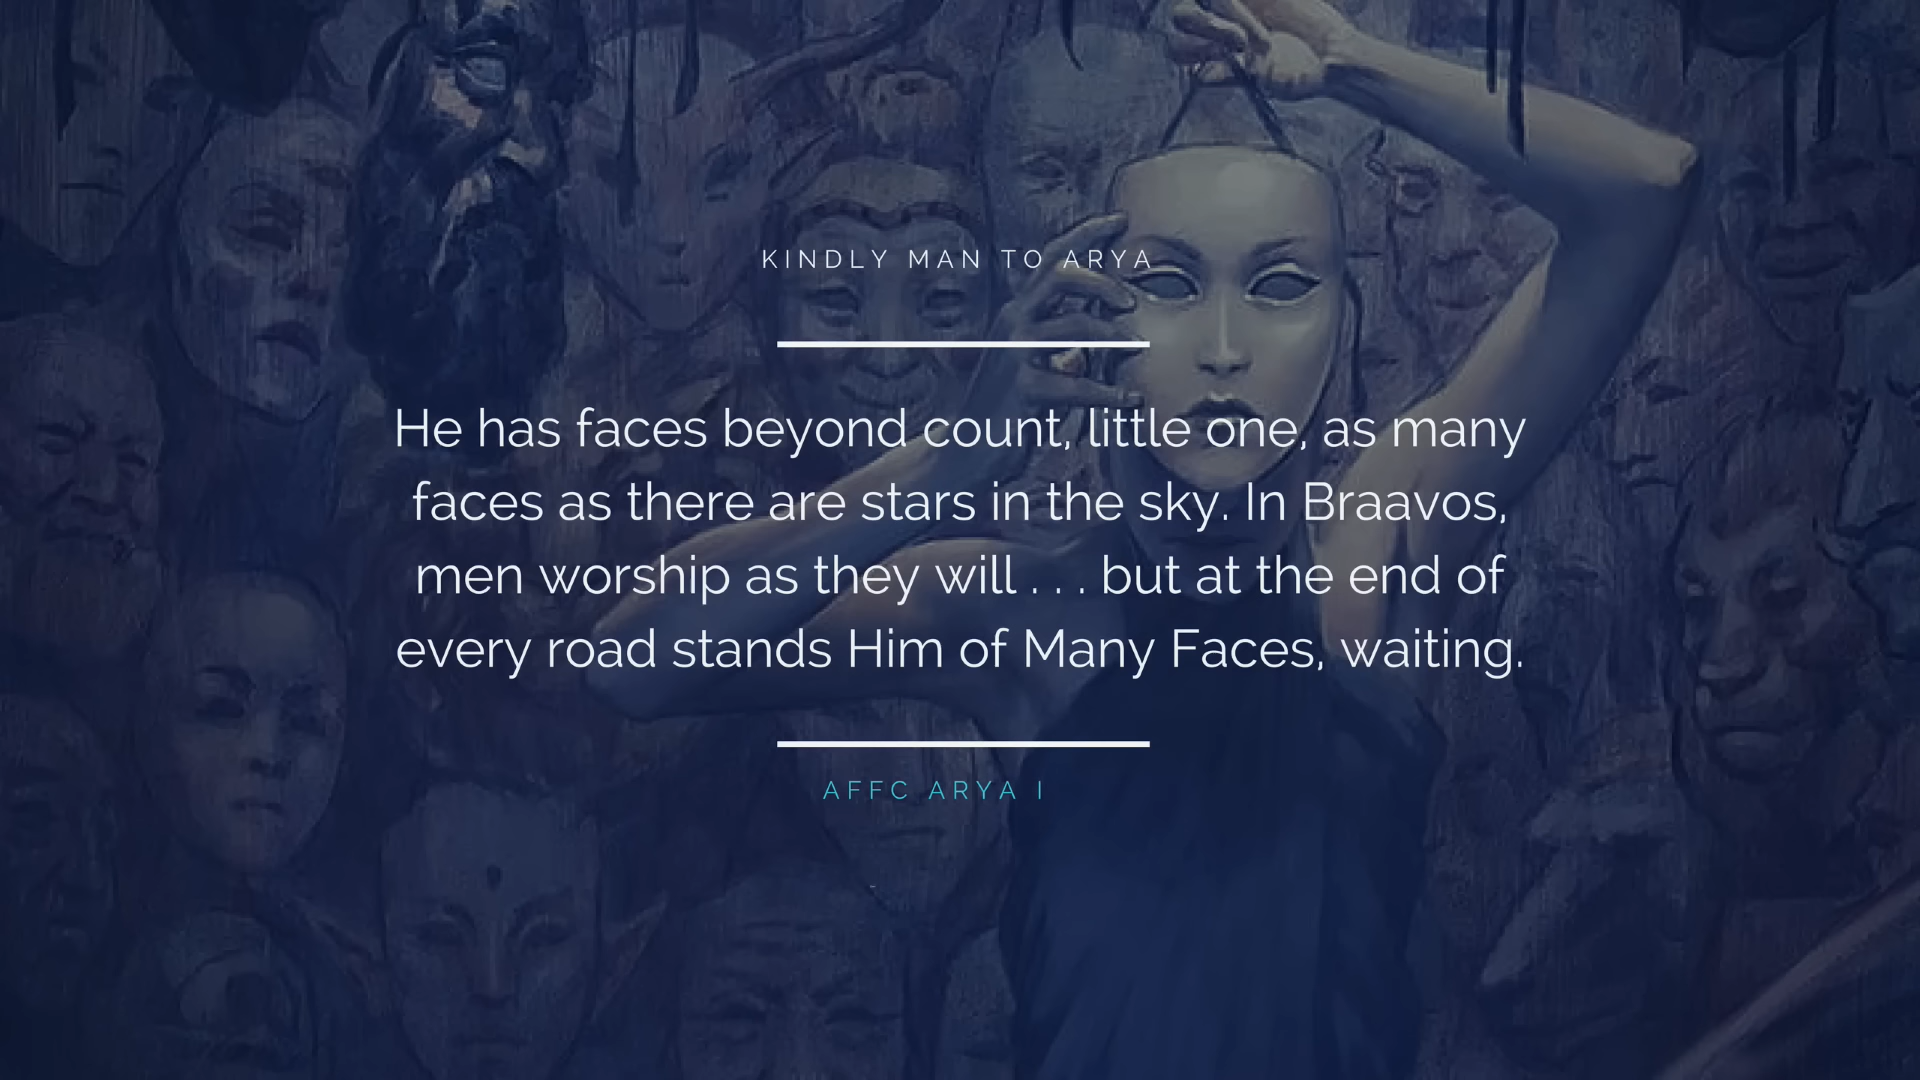 KINDLY MAN TO ARYA
He has faces beyond count, little one, as many
faces as there are stars in the sky. In Braavos,
men worship as they will . . . but at the end of
every road stands Him of Many Faces, waiting.
AFFC ARYA I